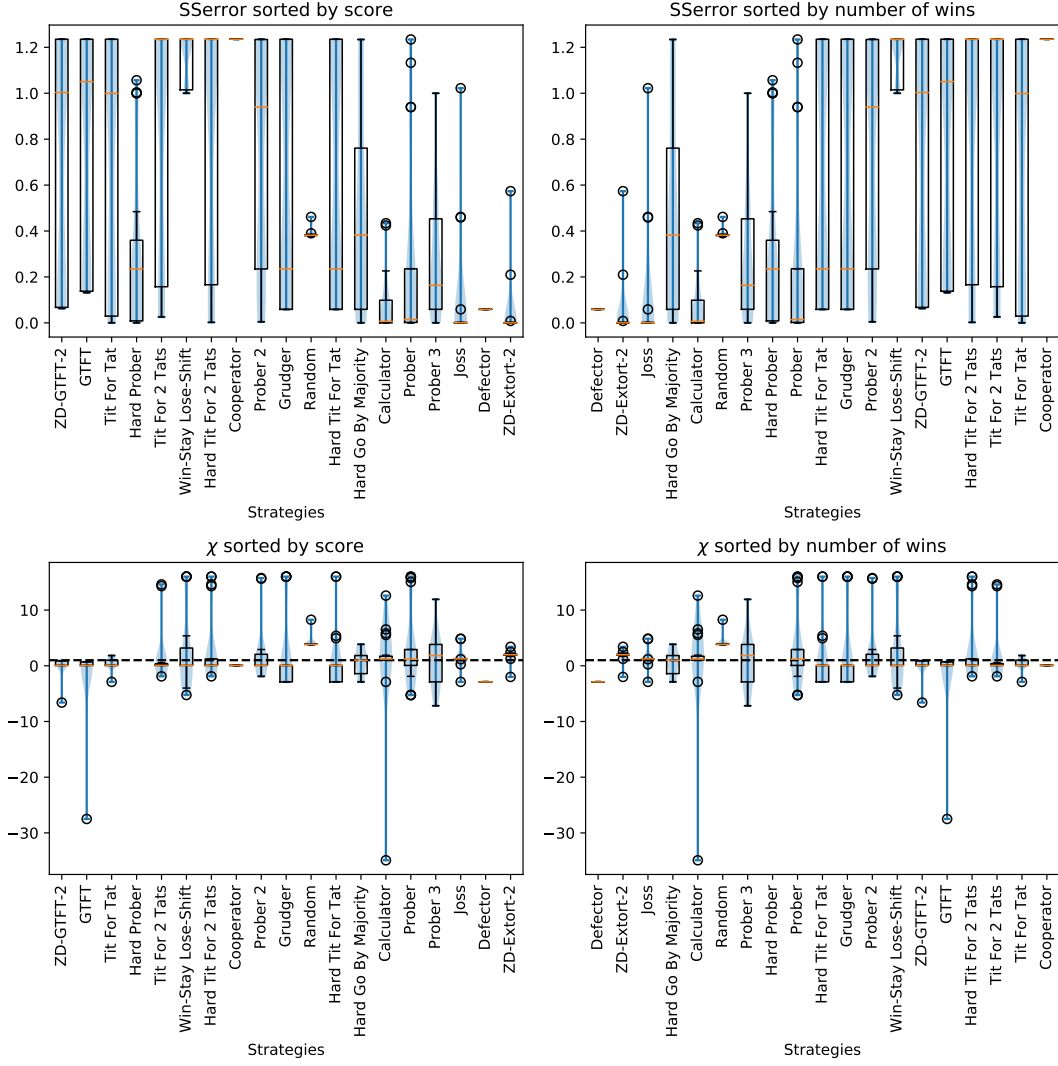 SSerror sorted by score
1.2
1.0
0.8
0.6
0.4
0.2
0.0
ZD-GTFT-2
GTFT
Tit For Tat
Hard Prober
Tit For 2 Tats
Win-Stay Lose-Shift
Hard Tit For 2 Tats
Cooperator
Prober 2
Grudger
Random
Hard Tit For Tat
Hard Go By Majority
Calculator
Prober
Prober 3
Joss
Defector
ZD-Extort-2
Strategies
SSerror sorted by number of wins
1.2
1.0
0.8
0.6
0.4
0.2
0.0
Defector
ZD-Extort-2
Joss
Hard Go By Majority
Calculator
Random
Prober 3
Hard Prober
Prober
Hard Tit For Tat
Grudger
Prober 2
Win-Stay Lose-Shift
ZD-GTFT-2
GTFT
Hard Tit For 2 Tats
Tit For 2 Tats
Tit For Tat
Cooperator
Strategies
χ sorted by score
10
0
−10
−20
−30
ZD-GTFT-2
GTFT
Tit For Tat
Hard Prober
Tit For 2 Tats
Win-Stay Lose-Shift
Hard Tit For 2 Tats
Cooperator
Prober 2
Grudger
Random
Hard Tit For Tat
Hard Go By Majority
Calculator
Prober
Prober 3
Joss
Defector
ZD-Extort-2
Strategies
χ sorted by number of wins
10
0
−10
−20
−30
Defector
ZD-Extort-2
Joss
Hard Go By Majority
Calculator
Random
Prober 3
Hard Prober
Prober
Hard Tit For Tat
Grudger
Prober 2
Win-Stay Lose-Shift
ZD-GTFT-2
GTFT
Hard Tit For 2 Tats
Tit For 2 Tats
Tit For Tat
Cooperator
Strategies